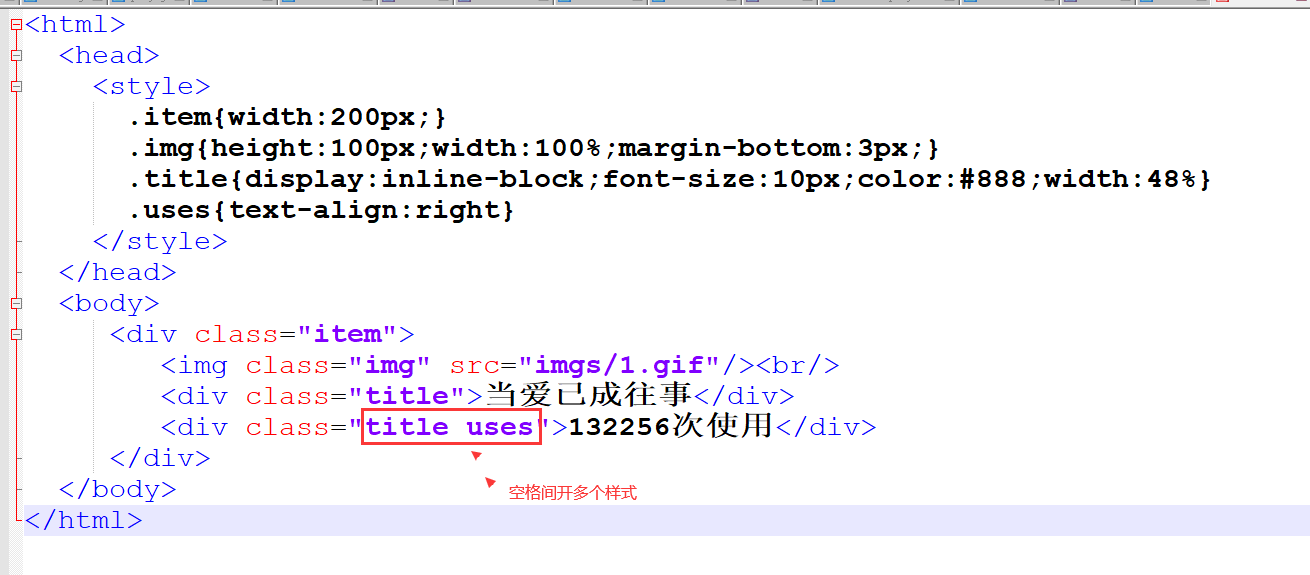 <html>
<head>
<style>
.item{width:200px;}
.img{height:100px;width:100%;margin-bottom:3px;}
.title{display:inline-block;font-size:10px;color:#888;width:48%}
.uses{text-align:right}
</style>
</head>
<body>
<div class="item">
<img class="img" src="imgs/1.gif"/><br/>
<div class="title">当爱已成往事</div>
<div class="title uses">132256次使用</div>
</div>
</body>
空格间开多个样式
</html>